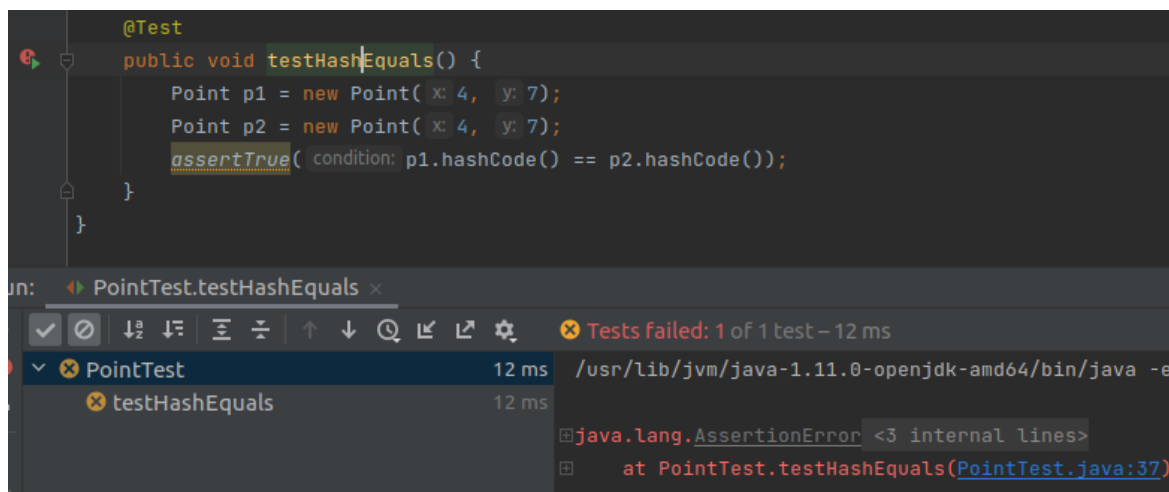 @Test
public void testHashEquals() {
Point p1 = new Point( x: 4, y: 7);
Point p2 = new Point( x: 4, y: 7);
assertTrue( condition: p1.hashCode() == p2.hashCode());
}
}
un: PointTest.testHashEquals ×
Tests failed: 1 of 1 test – 12 ms
PointTest 12 ms
testHashEquals 12 ms
/usr/lib/jvm/java-1.11.0-openjdk-amd64/bin/java -e
java.lang.AssertionError <3 internal lines>
at PointTest.testHashEquals(PointTest.java:37)